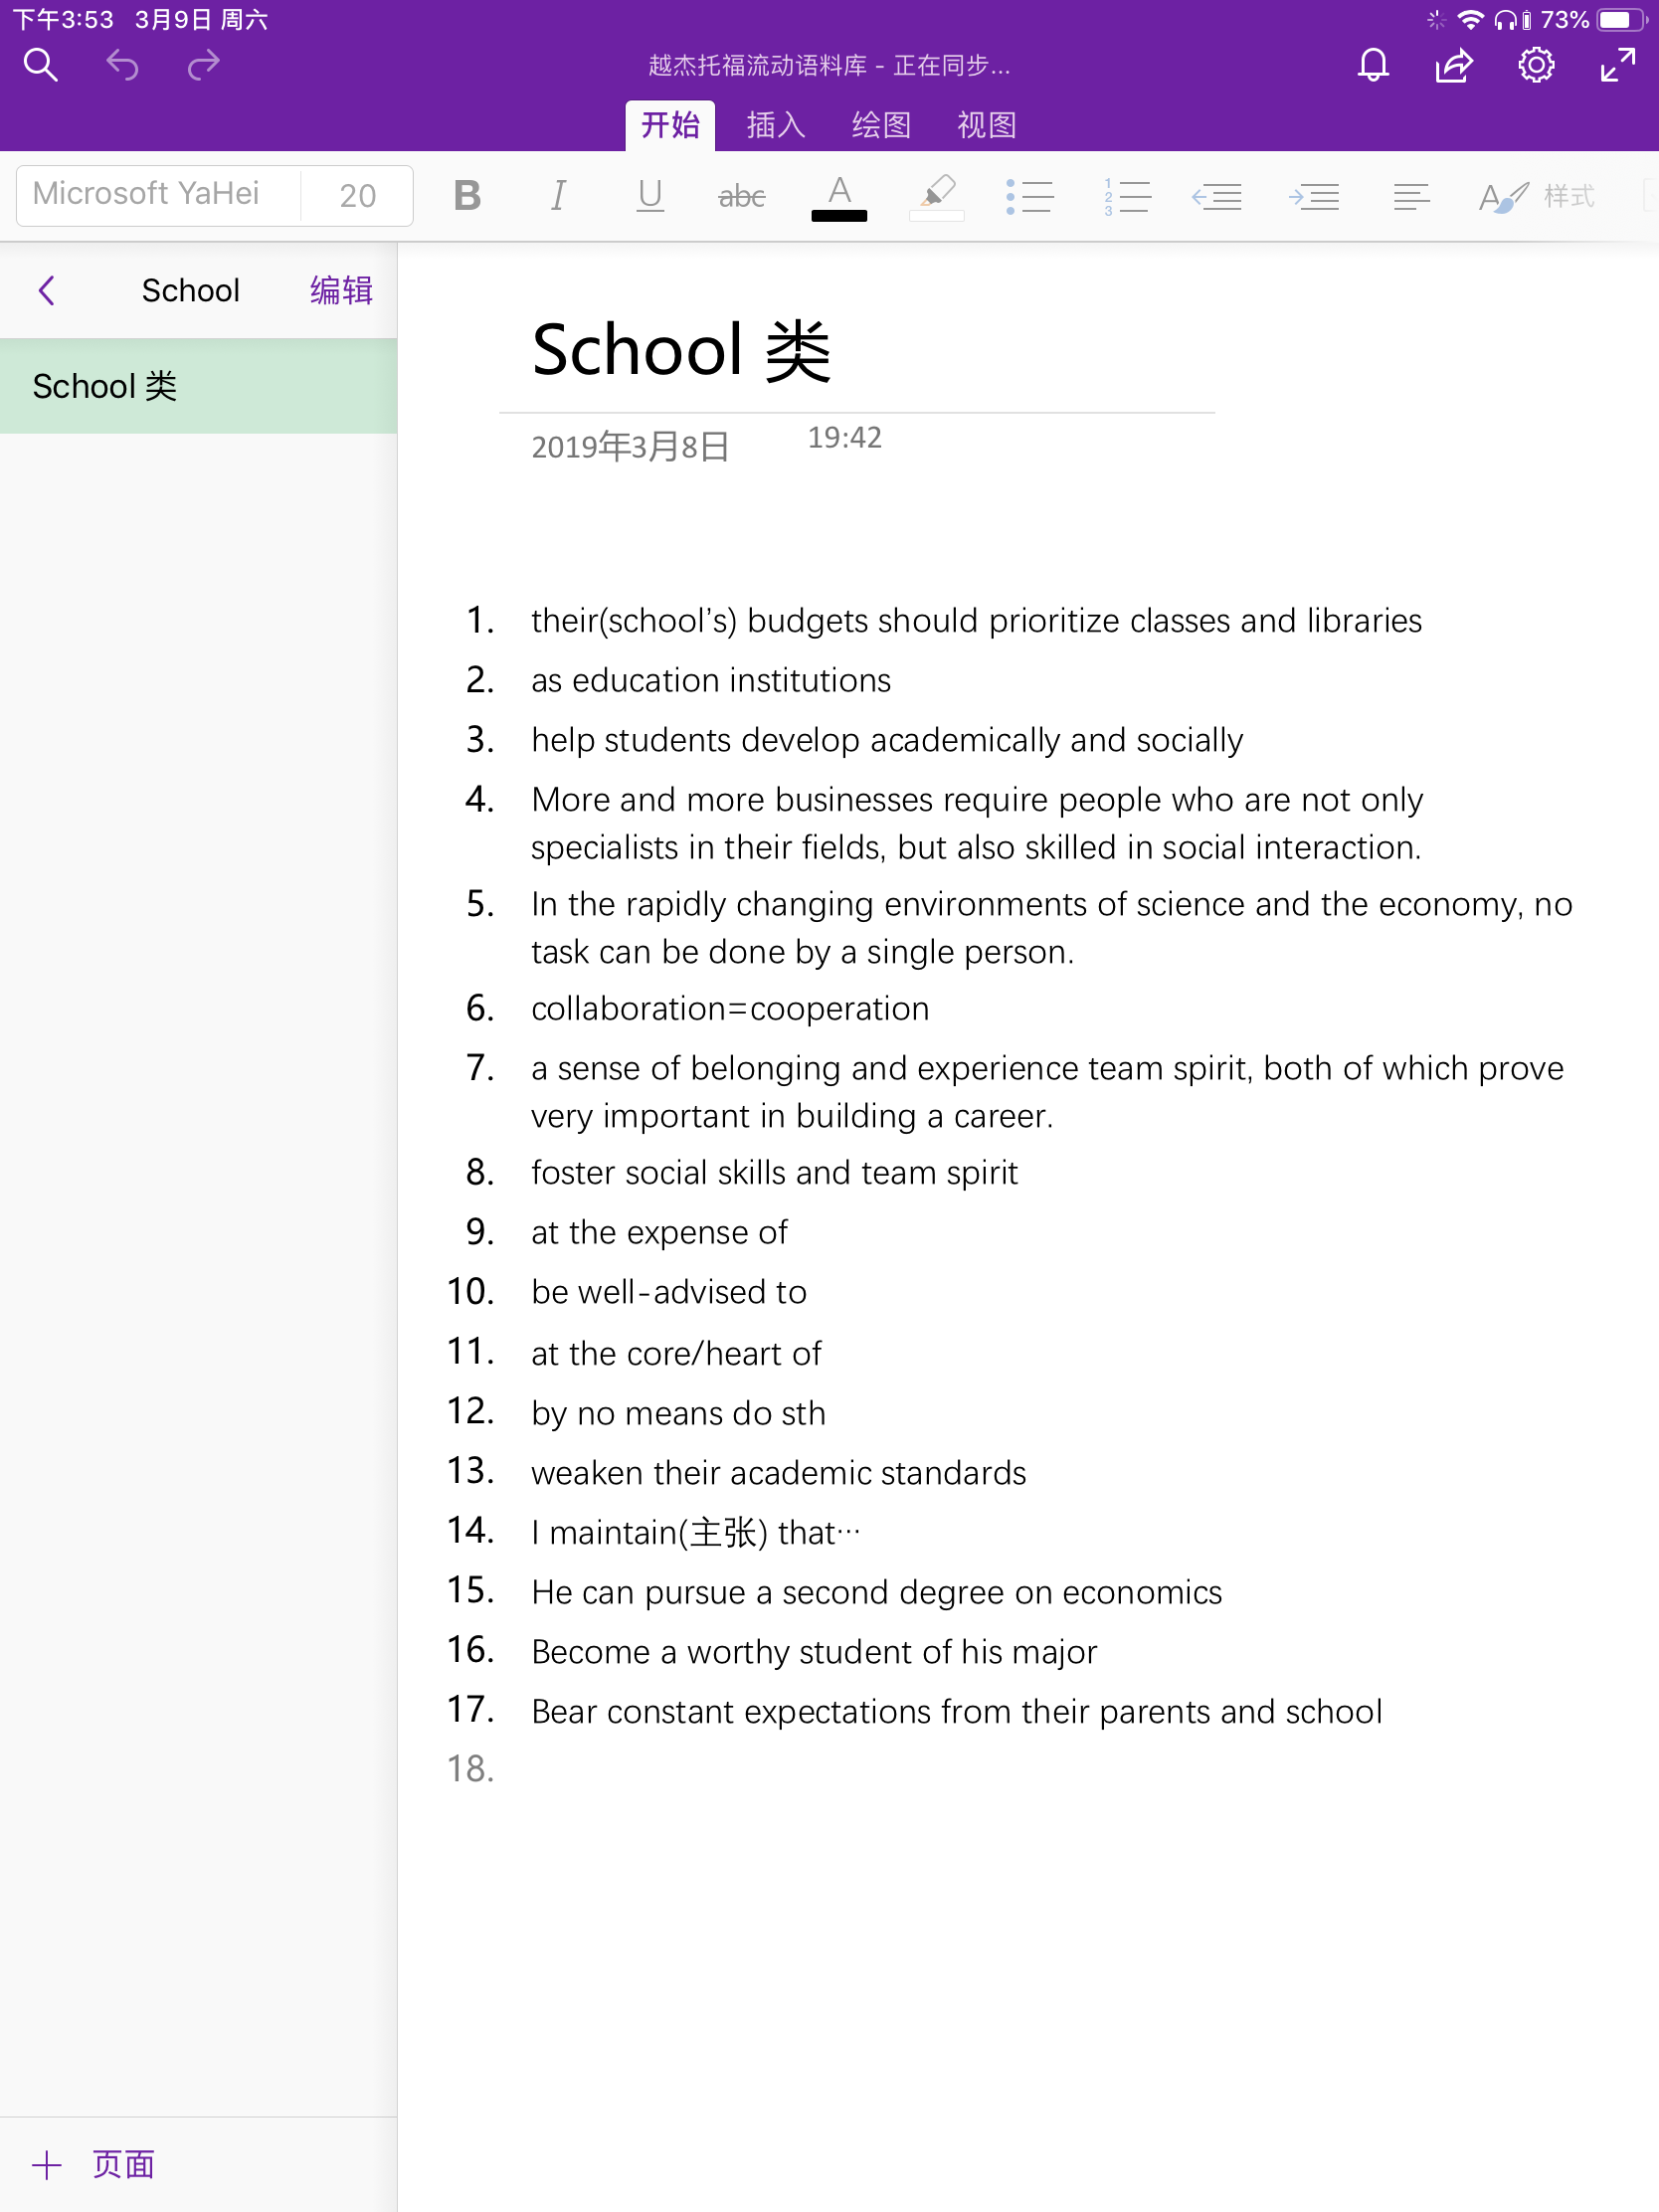 下午3:53 3月9日 周六
73%
越杰托福流动语料库 - 正在同步...
开始 插入 绘图 视图
Microsoft YaHei 20 B I U abc A 1 2 3 A 样式
School 编辑
School 类
School 类
2019年3月8日 19:42
1. their(school’s) budgets should prioritize classes and libraries
2. as education institutions
3. help students develop academically and socially
4. More and more businesses require people who are not only
specialists in their fields, but also skilled in social interaction.
5. In the rapidly changing environments of science and the economy, no
task can be done by a single person.
6. collaboration=cooperation
7. a sense of belonging and experience team spirit, both of which prove
very important in building a career.
8. foster social skills and team spirit
9. at the expense of
10. be well-advised to
11. at the core/heart of
12. by no means do sth
13. weaken their academic standards
14. I maintain(主张) that…
15. He can pursue a second degree on economics
16. Become a worthy student of his major
17. Bear constant expectations from their parents and school
18.
页面